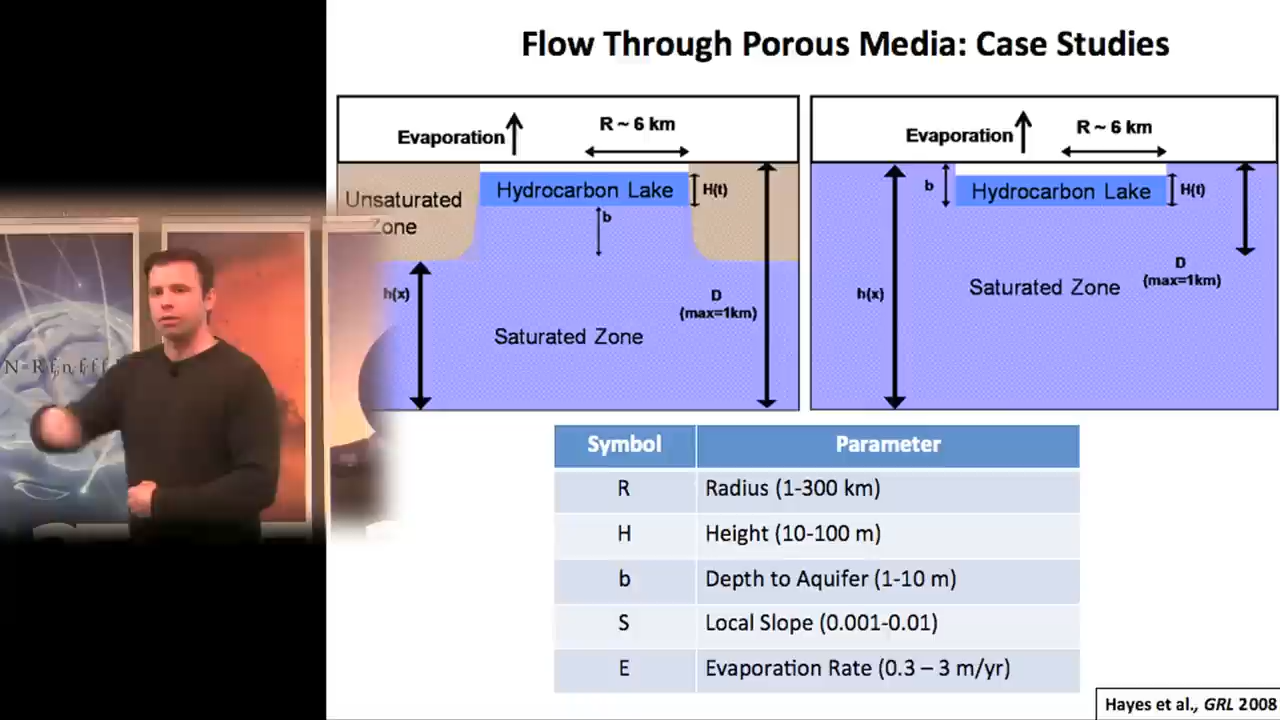 Flow Through Porous Media: Case Studies
Evaporation
R ~ 6 km
Hydrocarbon Lake
H(t)
Unsaturated
Zone
b
h(x)
D
(max=1km)
Saturated Zone
Evaporation
R ~ 6 km
b
Hydrocarbon Lake
H(t)
h(x)
Saturated Zone
D
(max=1km)
Symbol Parameter
R Radius (1-300 km)
H Height (10-100 m)
b Depth to Aquifer (1-10 m)
S Local Slope (0.001-0.01)
E Evaporation Rate (0.3 – 3 m/yr)
Hayes et al., GRL 2008